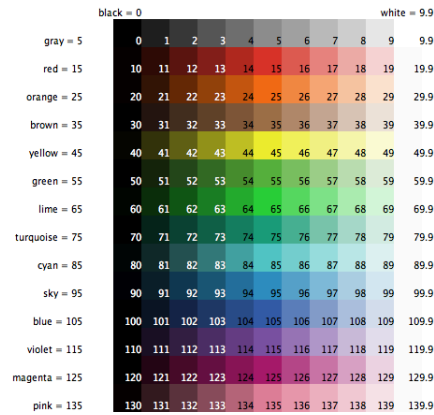 black = 0 white = 9.9
gray = 5 0 1 2 3 4 5 6 7 8 9 9.9
red = 15 10 11 12 13 14 15 16 17 18 19 19.9
orange = 25 20 21 22 23 24 25 26 27 28 29 29.9
brown = 35 30 31 32 33 34 35 36 37 38 39 39.9
yellow = 45 40 41 42 43 44 45 46 47 48 49 49.9
green = 55 50 51 52 53 54 55 56 57 58 59 59.9
lime = 65 60 61 62 63 64 65 66 67 68 69 69.9
turquoise = 75 70 71 72 73 74 75 76 77 78 79 79.9
cyan = 85 80 81 82 83 84 85 86 87 88 89 89.9
sky = 95 90 91 92 93 94 95 96 97 98 99 99.9
blue = 105 100 101 102 103 104 105 106 107 108 109 109.9
violet = 115 110 111 112 113 114 115 116 117 118 119 119.9
magenta = 125 120 121 122 123 124 125 126 127 128 129 129.9
pink = 135 130 131 132 133 134 135 136 137 138 139 139.9